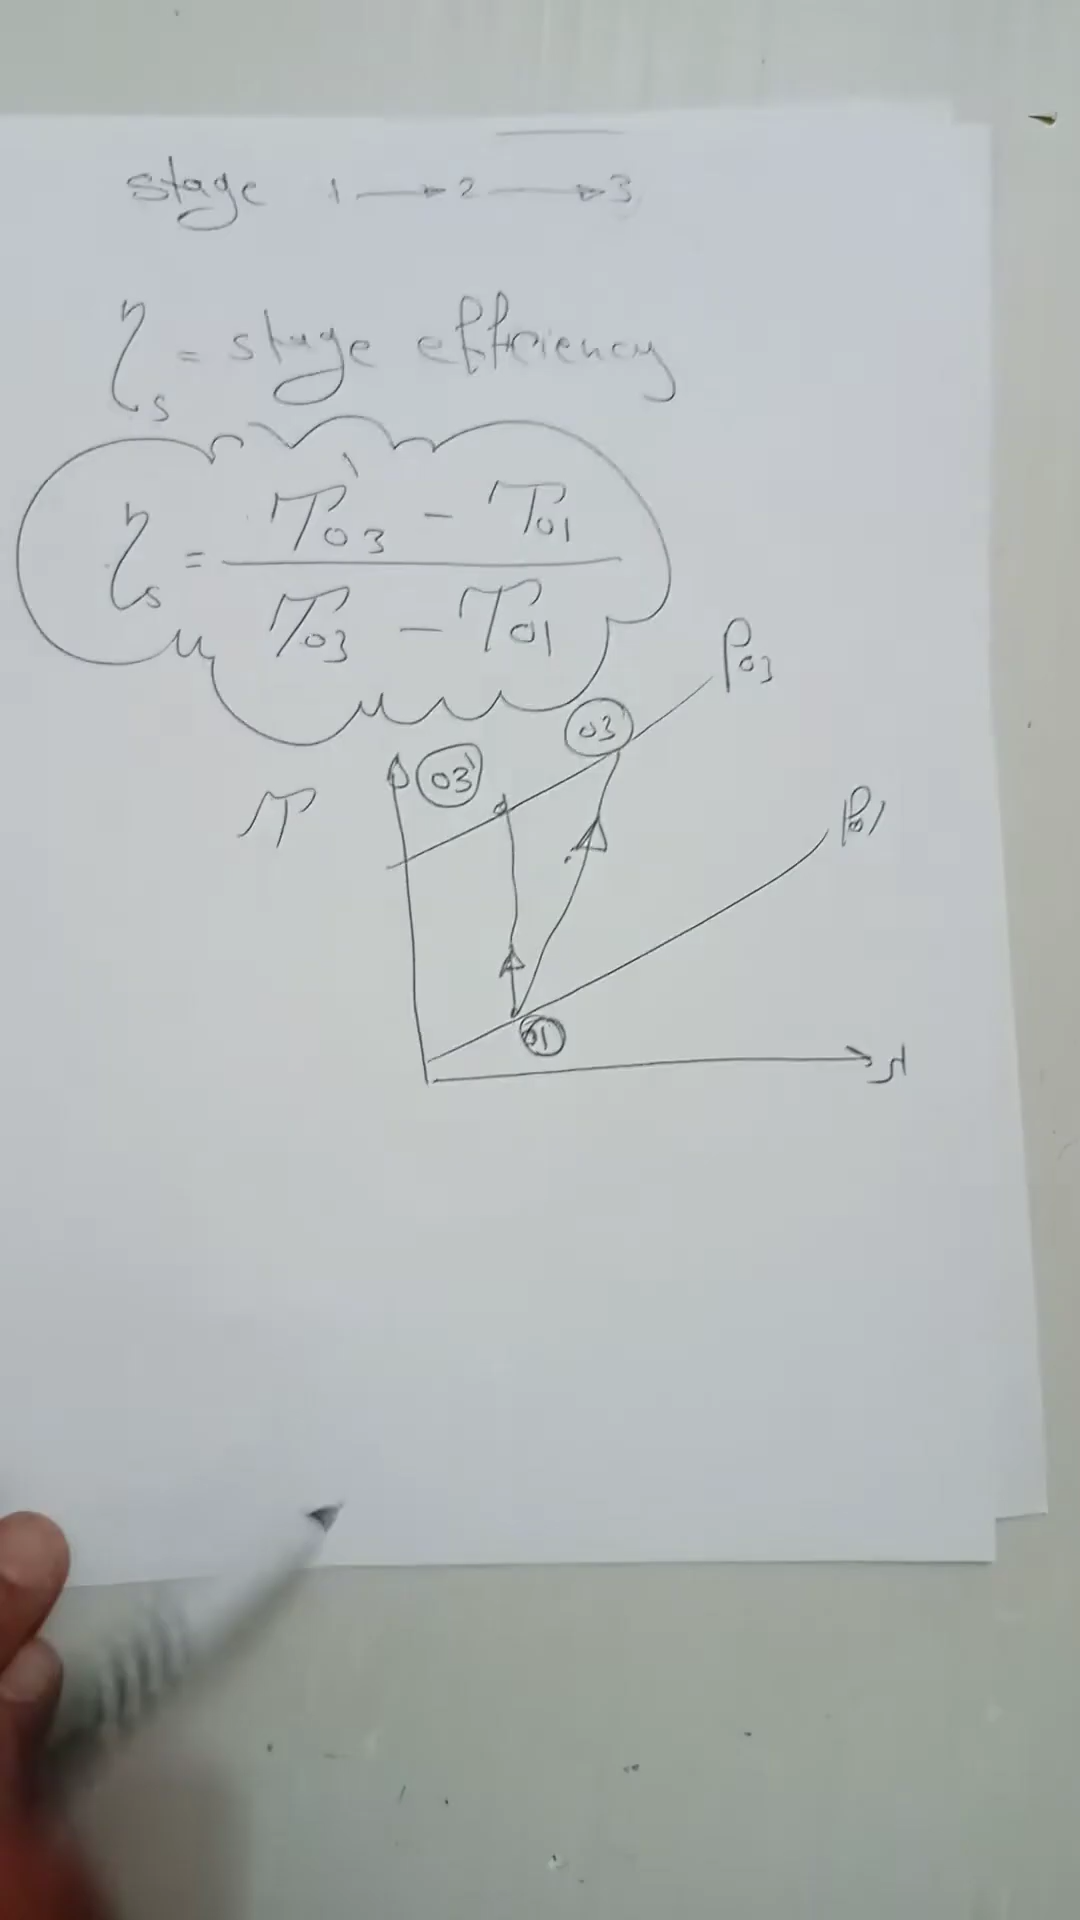 stage 1 → 2 → 3
η_s = stage efficiency
η_s = (T'03 - T01) / (T03 - T01)
P03
03
03'
T
P01
01
S